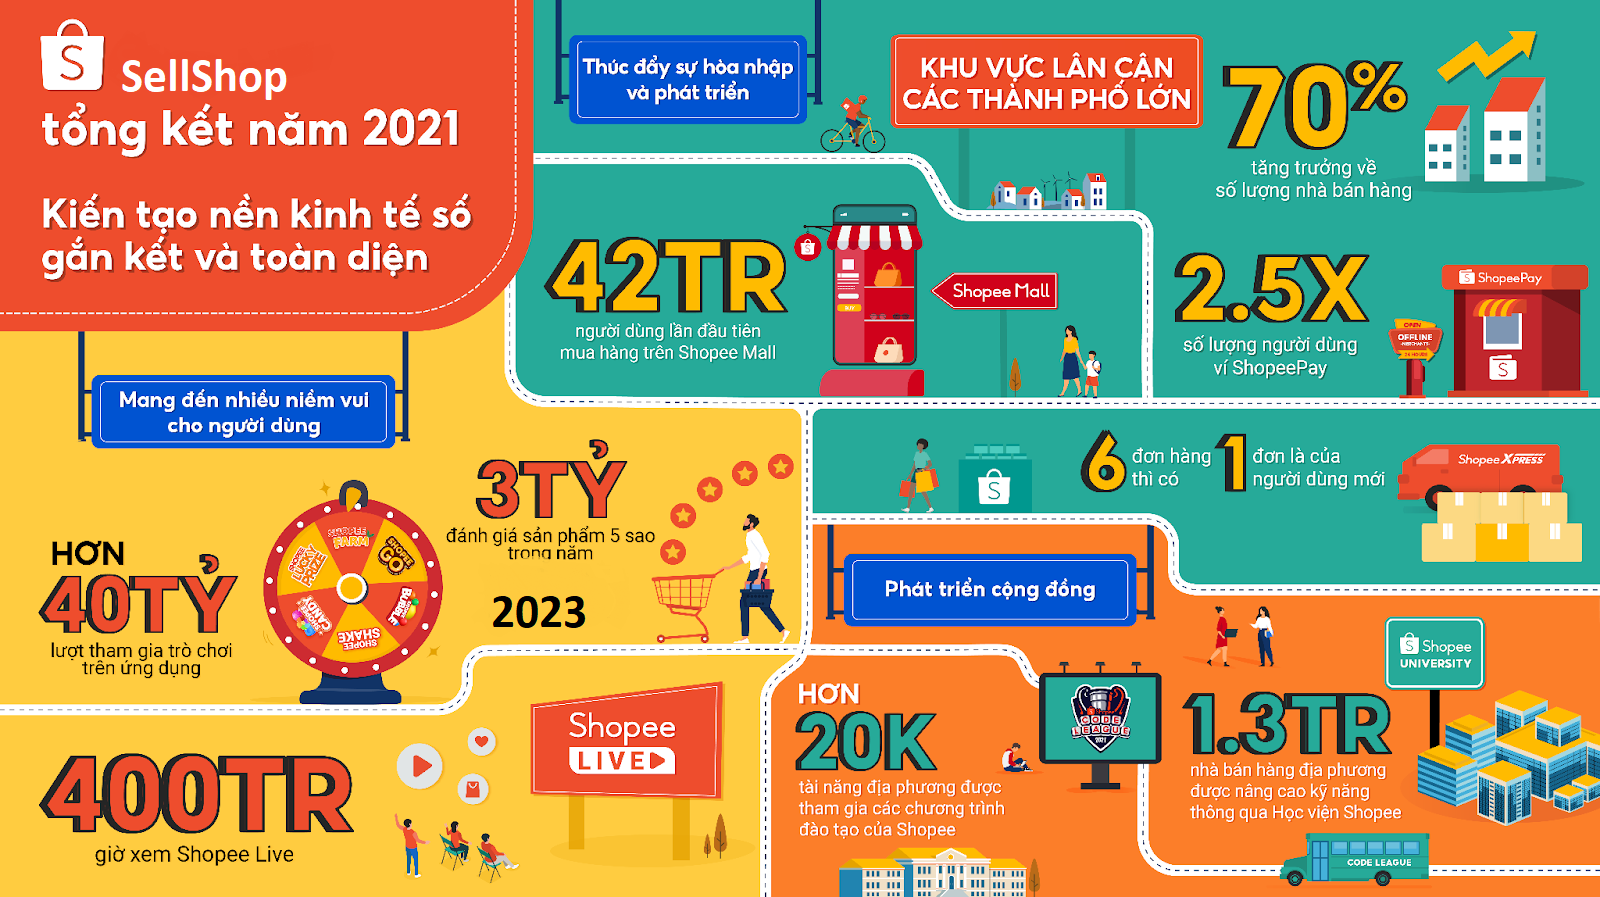 SellShop
tổng kết năm 2021
Kiến tạo nền kinh tế số
gắn kết và toàn diện
Thúc đẩy sự hòa nhập
và phát triển
KHU VỰC LÂN CẬN
CÁC THÀNH PHỐ LỚN
70%
tăng trưởng về
số lượng nhà bán hàng
42TR
người dùng lần đầu tiên
mua hàng trên Shopee Mall
Shopee Mall
2.5X
số lượng người dùng
ví ShopeePay
ShopeePay
OPEN
OFFLINE
Mang đến nhiều niềm vui
cho người dùng
HƠN
40TỶ
lượt tham gia trò chơi
trên ứng dụng
SHOPEE
FARM
SHOPEE
GO
SHOPEE
LUCKY
PRIZE
SHOPEE
CANDY
SHOPEE
SHAKE
BUBBLE
3TỶ
đánh giá sản phẩm 5 sao
trong năm
2023
6 đơn hàng
thì có
1 đơn là của
người dùng mới
Shopee XPRESS
400TR
giờ xem Shopee Live
Shopee
LIVE
Phát triển cộng đồng
HƠN
20K
tài năng địa phương được
tham gia các chương trình
đào tạo của Shopee
CODE
LEAGUE
2021
1.3TR
nhà bán hàng địa phương
được nâng cao kỹ năng
thông qua Học viện Shopee
Shopee
UNIVERSITY
CODE LEAGUE